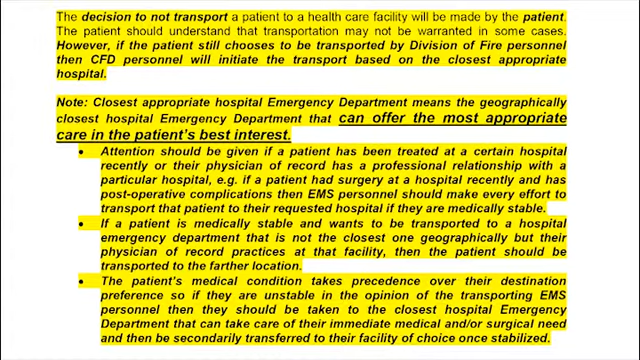 The decision to not transport a patient to a health care facility will be made by the patient.
The patient should understand that transportation may not be warranted in some cases.
However, if the patient still chooses to be transported by Division of Fire personnel
then CFD personnel will initiate the transport based on the closest appropriate
hospital.
Note: Closest appropriate hospital Emergency Department means the geographically
closest hospital Emergency Department that can offer the most appropriate
care in the patient's best interest.
• Attention should be given if a patient has been treated at a certain hospital
recently or their physician of record has a professional relationship with a
particular hospital, e.g. if a patient had surgery at a hospital recently and has
post-operative complications then EMS personnel should make every effort to
transport that patient to their requested hospital if they are medically stable.
• If a patient is medically stable and wants to be transported to a hospital
emergency department that is not the closest one geographically but their
physician of record practices at that facility, then the patient should be
transported to the farther location.
• The patient's medical condition takes precedence over their destination
preference so if they are unstable in the opinion of the transporting EMS
personnel then they should be taken to the closest hospital Emergency
Department that can take care of their immediate medical and/or surgical need
and then be secondarily transferred to their facility of choice once stabilized.